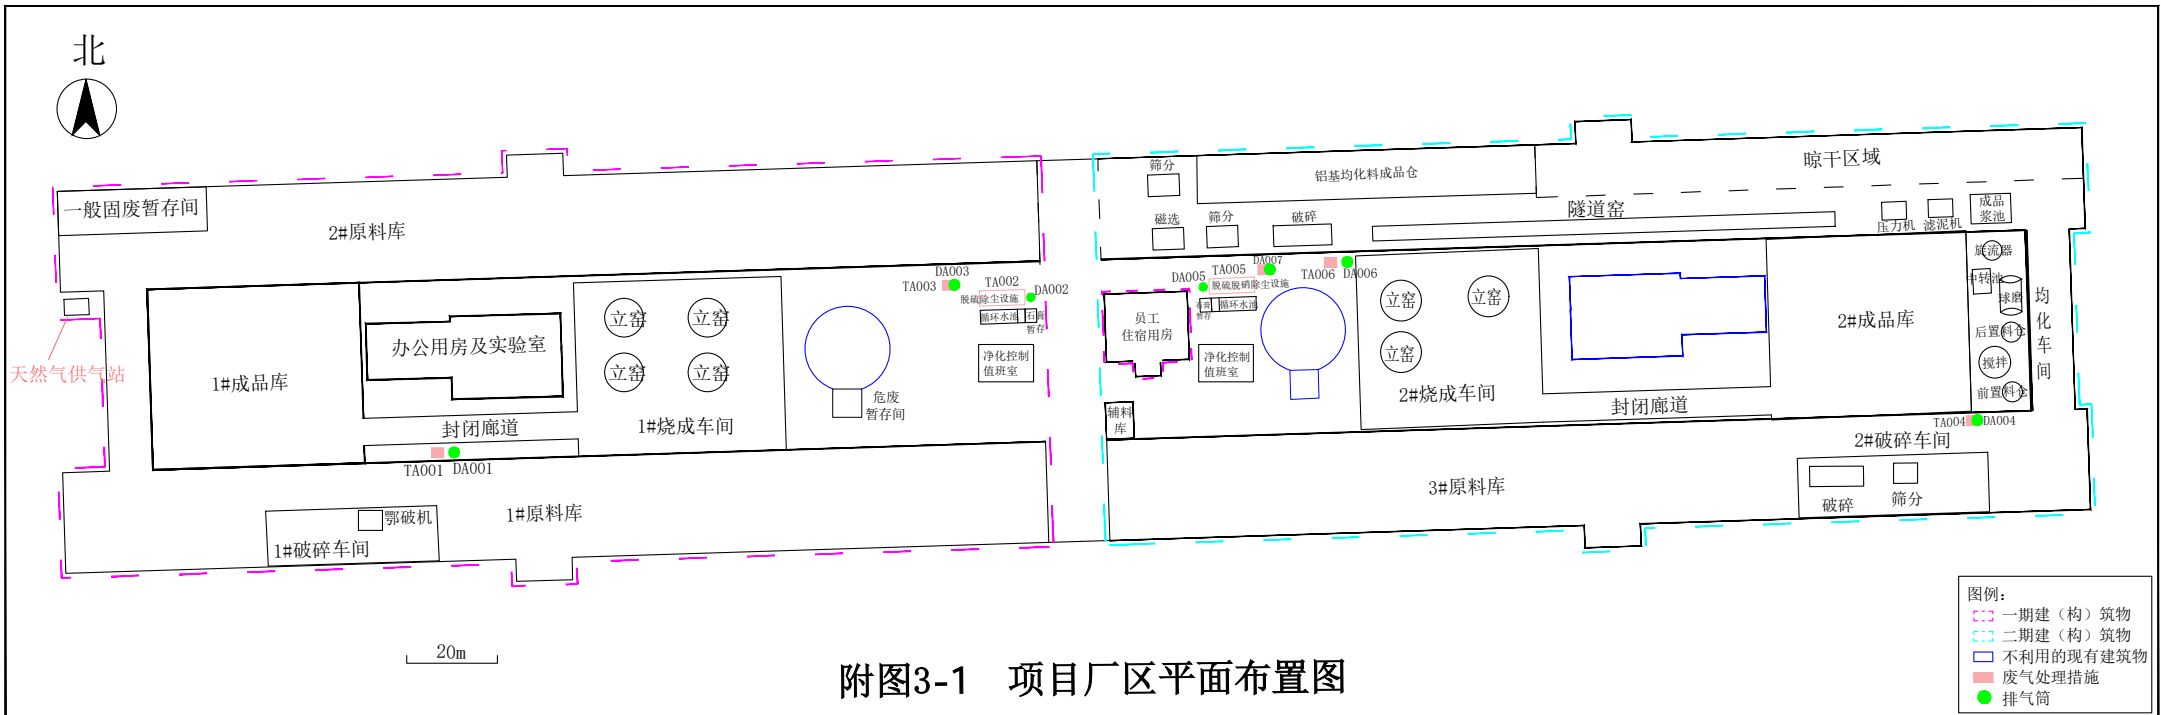 北
一般固废暂存间
2#原料库
天然气供气站
1#成品库
办公用房及实验室
封闭廊道
TA001
DA001
立窑
立窑
立窑
立窑
1#烧成车间
危废
暂存间
DA003
TA003
TA002
DA002
脱硫除尘设施
循环水池
石膏
暂存
净化控制
值班室
鄂破机
1#破碎车间
1#原料库
筛分
铝基均化料成品仓
晾干区域
磁选
筛分
破碎
隧道窑
压力机
滤泥机
成品
浆池
DA005
TA005
DA007
TA006
DA006
脱硫脱硝除尘设施
石膏
暂存
循环水池
员工
住宿用房
净化控制
值班室
辅料
库
立窑
立窑
立窑
2#烧成车间
封闭廊道
2#成品库
旋流器
中转池
球磨
后置料仓
搅拌
前置料仓
均化车间
TA004
DA004
2#破碎车间
破碎
筛分
3#原料库
20m
附图3-1 项目厂区平面布置图
图例：
一期建（构）筑物
二期建（构）筑物
不利用的现有建筑物
废气处理措施
排气筒